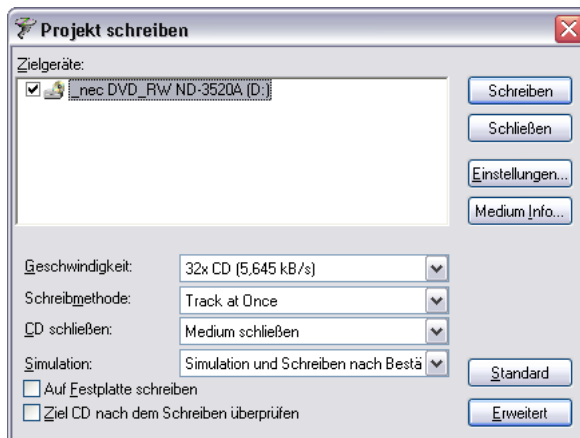 Projekt schreiben
Zielgeräte:
_nec DVD_RW ND-3520A (D:)
Schreiben
Schließen
Einstellungen...
Medium Info...
Geschwindigkeit: 32x CD (5,645 kB/s)
Schreibmethode: Track at Once
CD schließen: Medium schließen
Simulation: Simulation und Schreiben nach Bestä
Standard
Auf Festplatte schreiben
Ziel CD nach dem Schreiben überprüfen
Erweitert